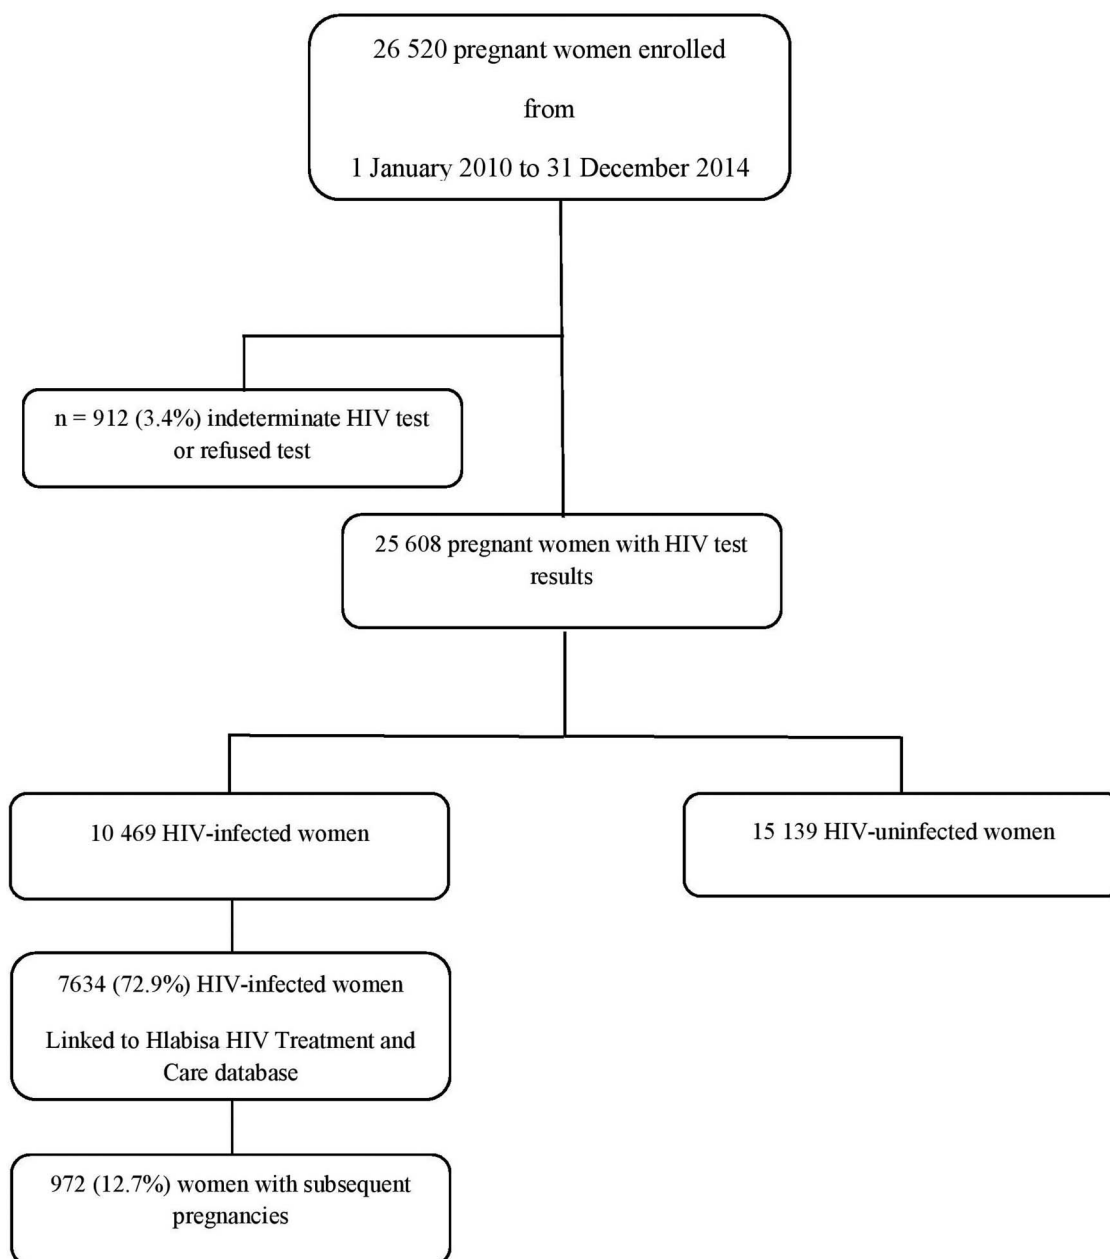 26 520 pregnant women enrolled
from
1 January 2010 to 31 December 2014
n = 912 (3.4%) indeterminate HIV test
or refused test
25 608 pregnant women with HIV test
results
10 469 HIV-infected women
15 139 HIV-uninfected women
7634 (72.9%) HIV-infected women
Linked to Hlabisa HIV Treatment and
Care database
972 (12.7%) women with subsequent
pregnancies